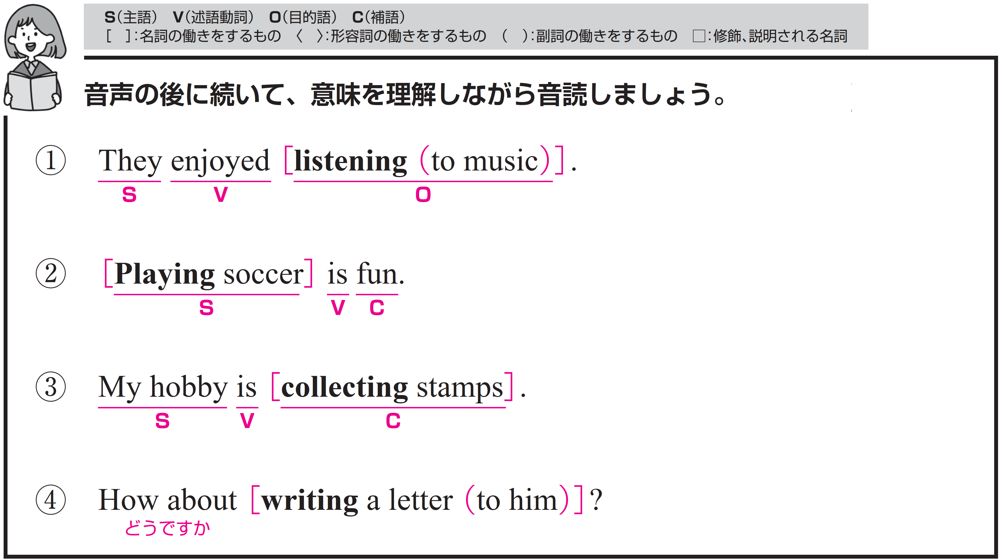 S（主語）　V（述語動詞）　O（目的語）　C（補語）
［　］：名詞の働きをするもの　〈　〉：形容詞の働きをするもの　（　）：副詞の働きをするもの　□：修飾、説明される名詞
音声の後に続いて、意味を理解しながら音読しましょう。
① They enjoyed [listening (to music)].
S V O
② [Playing soccer] is fun.
S V C
③ My hobby is [collecting stamps].
S V C
④ How about [writing a letter (to him)]?
どうですか